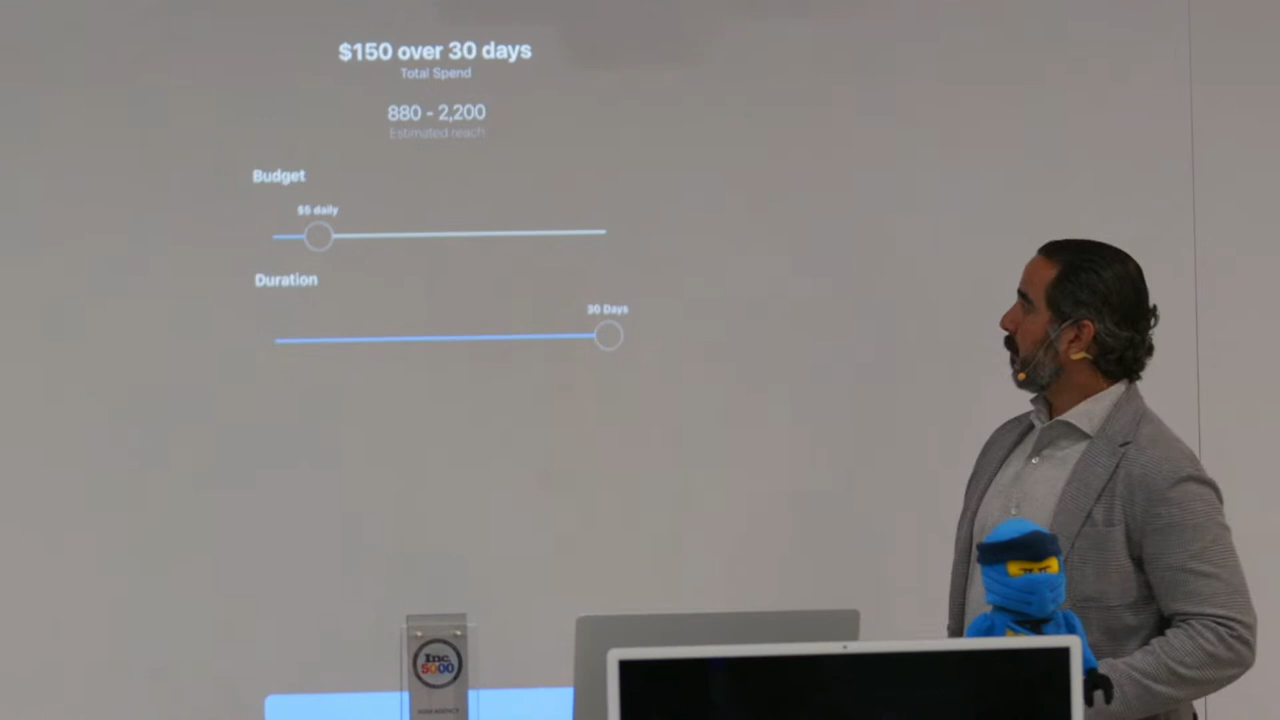 $150 over 30 days
Total Spend
880 - 2,200
Estimated reach
Budget
$5 daily
Duration
30 Days
Inc.
5000